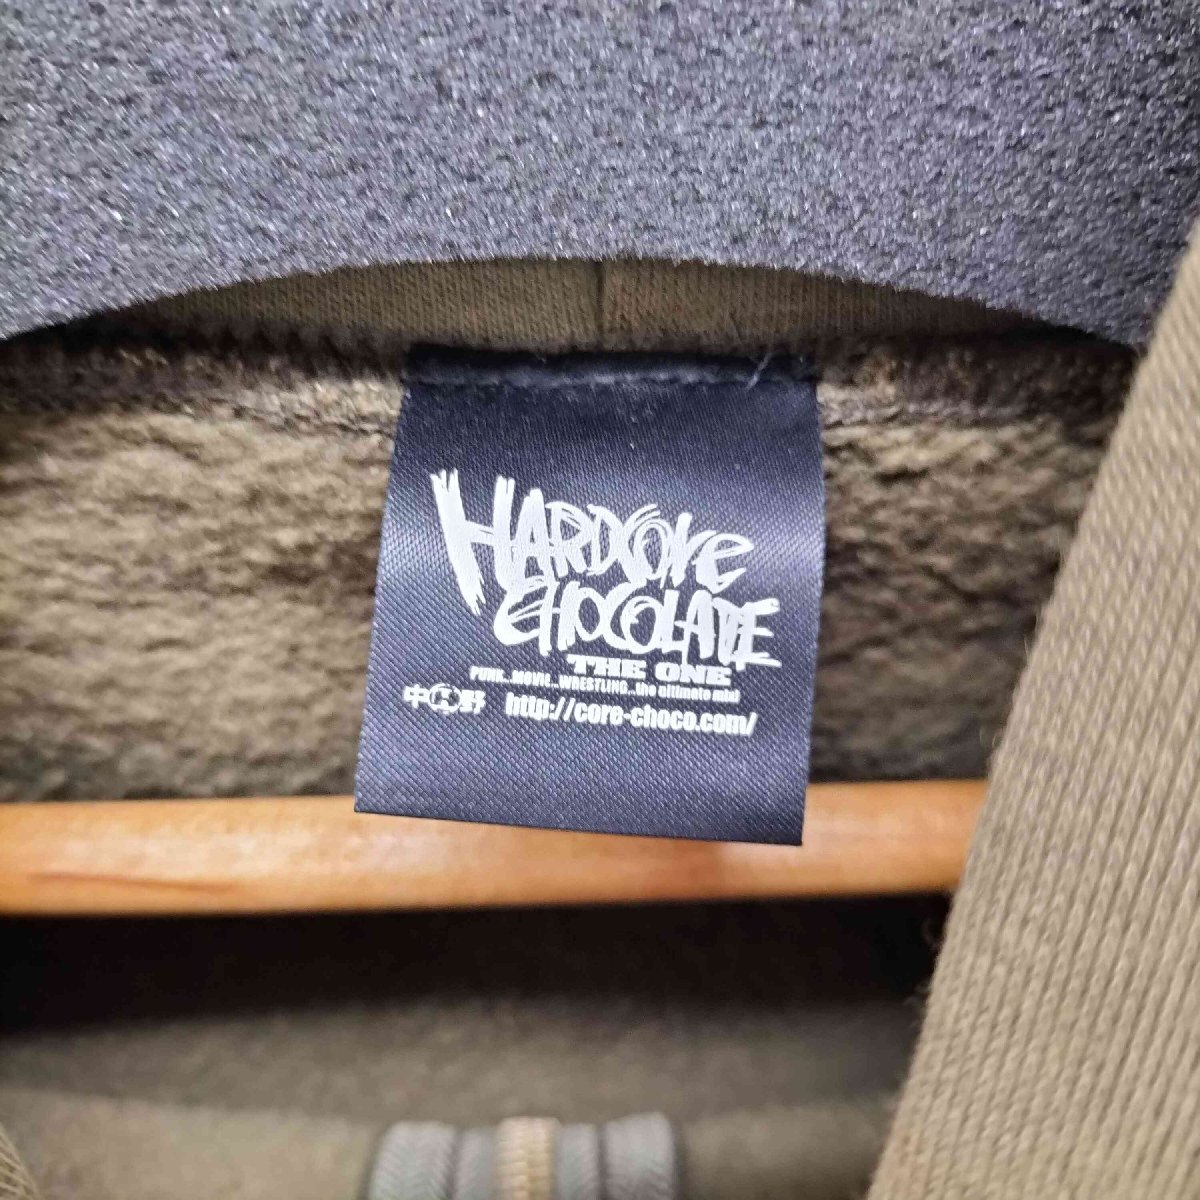 HARDCORE
CHOCOLATE
THE ONE
PUNK...MOVIE...WRESTLING...the ultimate mix!
中野 http://core-choco.com/